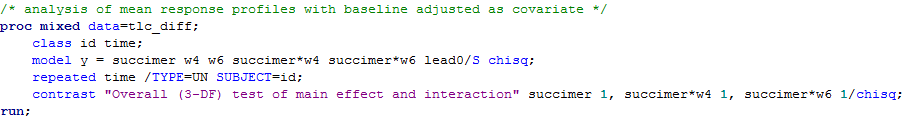 /* analysis of mean response profiles with baseline adjusted as covariate */
proc mixed data=tlc_diff;
class id time;
model y = succimer w4 w6 succimer*w4 succimer*w6 lead0/S chisq;
repeated time /TYPE=UN SUBJECT=id;
contrast "Overall (3-DF) test of main effect and interaction" succimer 1, succimer*w4 1, succimer*w6 1/chisq;
run;